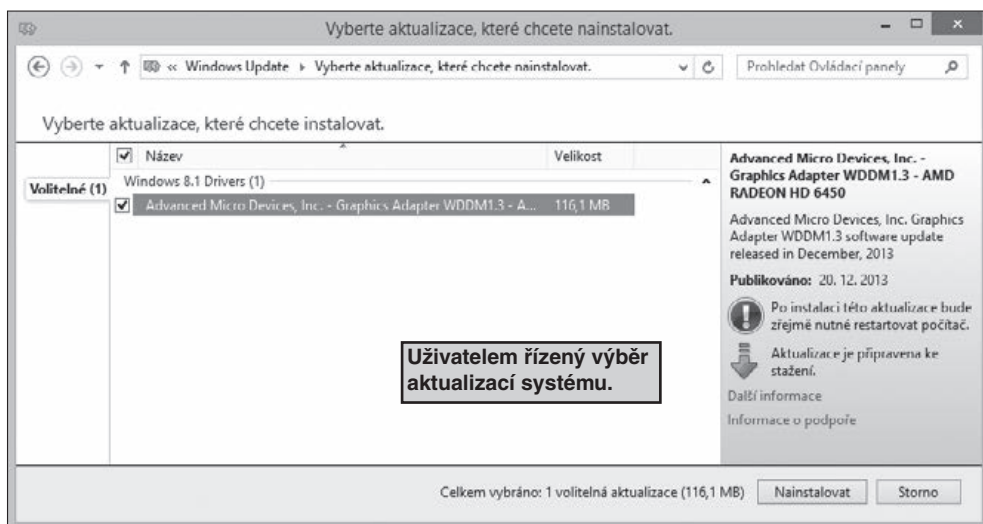 Vyberte aktualizace, které chcete nainstalovat.
« Windows Update Vyberte aktualizace, které chcete nainstalovat.
Prohledat Ovládací panely
Vyberte aktualizace, které chcete instalovat.
Název Velikost
Volitelné (1)
Windows 8.1 Drivers (1)
Advanced Micro Devices, Inc. - Graphics Adapter WDDM1.3 - A... 116,1 MB
Uživatelem řízený výběr
aktualizací systému.
Advanced Micro Devices, Inc. -
Graphics Adapter WDDM1.3 - AMD
RADEON HD 6450
Advanced Micro Devices, Inc. Graphics
Adapter WDDM1.3 software update
released in December, 2013
Publikováno: 20. 12. 2013
Po instalaci této aktualizace bude
zřejmě nutné restartovat počítač.
Aktualizace je připravena ke
stažení.
Další informace
Informace o podpoře
Celkem vybráno: 1 volitelná aktualizace (116,1 MB) Nainstalovat Storno